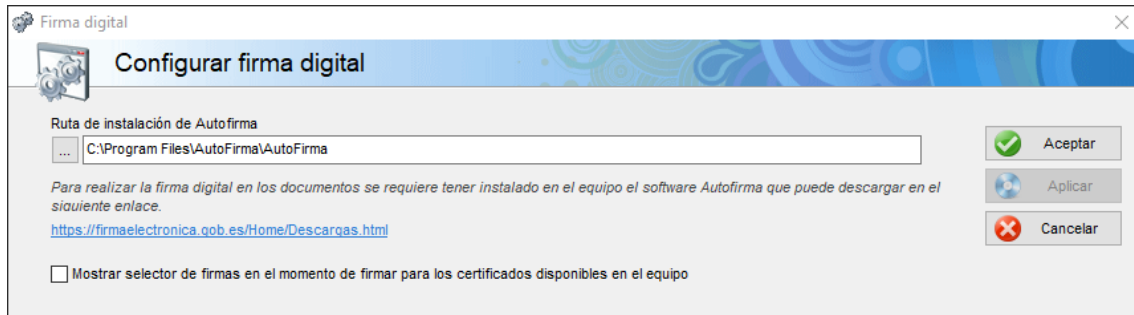 Firma digital
Configurar firma digital
Ruta de instalación de Autofirma
... C:\Program Files\AutoFirma\AutoFirma
Aceptar
Para realizar la firma digital en los documentos se requiere tener instalado en el equipo el software Autofirma que puede descargar en el
siguiente enlace.
Aplicar
https://firmaelectronica.gob.es/Home/Descargas.html
Cancelar
Mostrar selector de firmas en el momento de firmar para los certificados disponibles en el equipo